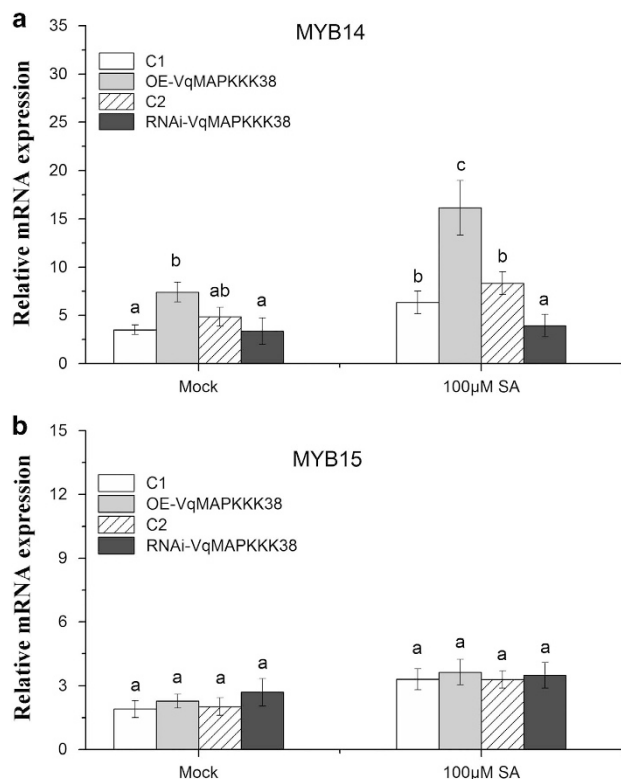 a
MYB14
C1
OE-VqMAPKKK38
C2
RNAi-VqMAPKKK38
Relative mRNA expression
35
30
25
20
15
10
5
0
a b ab a
b c b a
Mock 100μM SA
b
MYB15
C1
OE-VqMAPKKK38
C2
RNAi-VqMAPKKK38
Relative mRNA expression
15
12
9
6
3
0
a a a a
a a a a
Mock 100μM SA